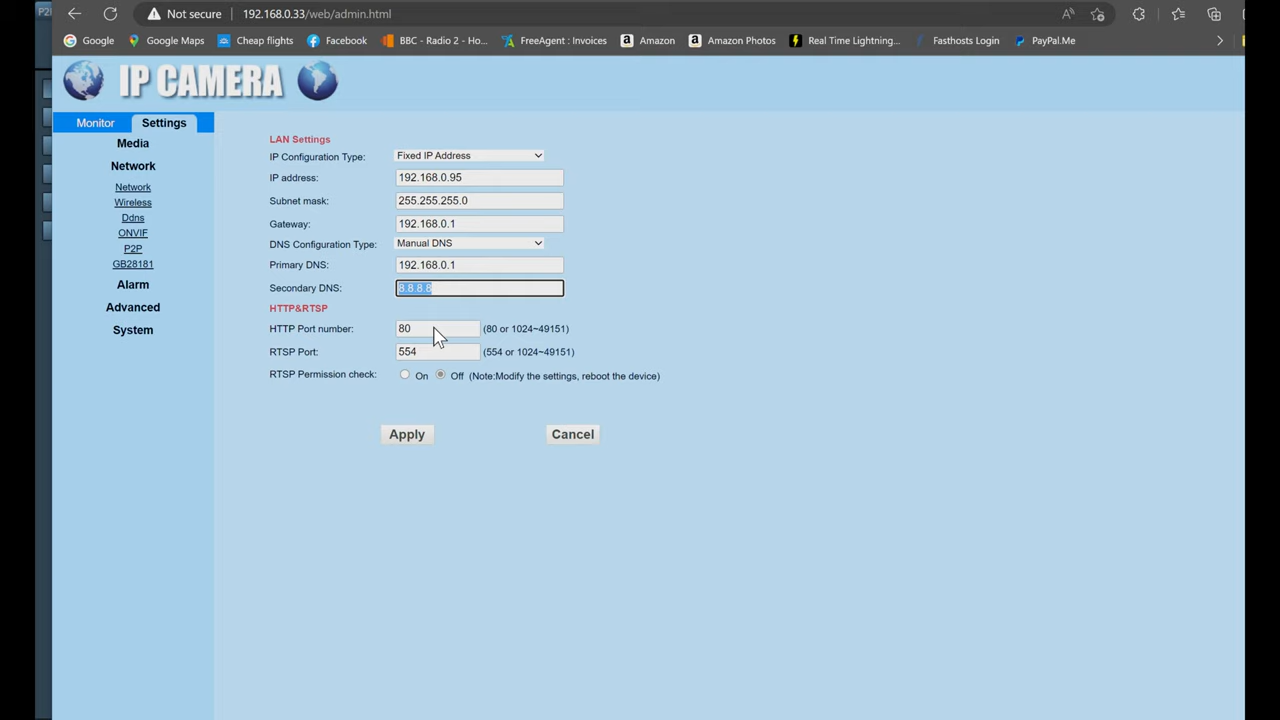 P2
Not secure 192.168.0.33/web/admin.html
Google Google Maps Cheap flights Facebook BBC - Radio 2 - Ho... FreeAgent : Invoices Amazon Amazon Photos Real Time Lightning... Fasthosts Login PayPal.Me
IP CAMERA
Monitor Settings
Media
Network
Network
Wireless
Ddns
ONVIF
P2P
GB28181
Alarm
Advanced
System
LAN Settings
IP Configuration Type: Fixed IP Address
IP address: 192.168.0.95
Subnet mask: 255.255.255.0
Gateway: 192.168.0.1
DNS Configuration Type: Manual DNS
Primary DNS: 192.168.0.1
Secondary DNS: 8.8.8.8
HTTP&RTSP
HTTP Port number: 80 (80 or 1024~49151)
RTSP Port: 554 (554 or 1024~49151)
RTSP Permission check: On Off (Note:Modify the settings, reboot the device)
Apply Cancel